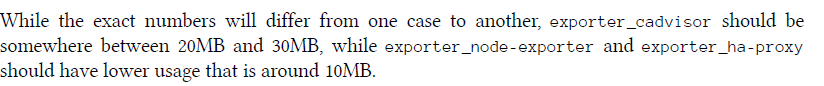 While the exact numbers will differ from one case to another, exporter_cadvisor should be
somewhere between 20MB and 30MB, while exporter_node-exporter and exporter_ha-proxy
should have lower usage that is around 10MB.